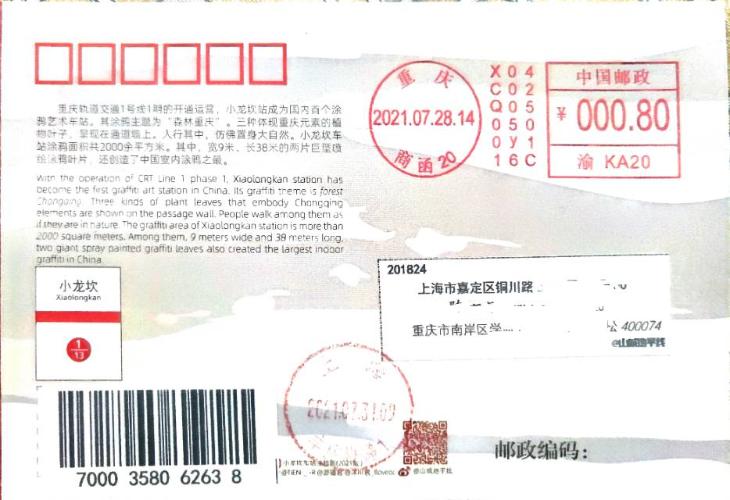 重庆轨道交通1号线1期的开通运营，小龙坎站成为国内首个涂
鸦艺术车站。其涂鸦主题为“森林重庆”。三种体现重庆元素的植
物叶子，呈现在通道墙上。人行其中，仿佛置身大自然。小龙坎车
站涂鸦面积共2000余平方米。其中，宽9米，长38米的两片巨型喷
绘涂鸦叶片，还创造了中国室内涂鸦之最。
With the operation of CRT Line 1 phase 1, Xiaolongkan station has
become the first graffiti art station in China. Its graffiti theme is forest
Chongqing. Three kinds of plant leaves that embody Chongqing
elements are shown on the passage wall. People walk among them as
if they are in nature. The graffiti area of Xiaolongkan station is more than
2000 square meters. Among them, 9 meters wide and 38 meters long,
two giant spray painted graffiti leaves also created the largest indoor
graffiti in China.
重庆
2021.07.28.14
商函20
X04
C02
Q05
050
0y1
16C
中国邮政
¥ 000.80
渝 KA20
小龙坎
Xiaolongkan
1
13
201824
上海市嘉定区铜川路
重庆市南岸区学
400074
@山城地平线
上海
2021.07.31.09
7000 3580 6263 8
邮政编码：